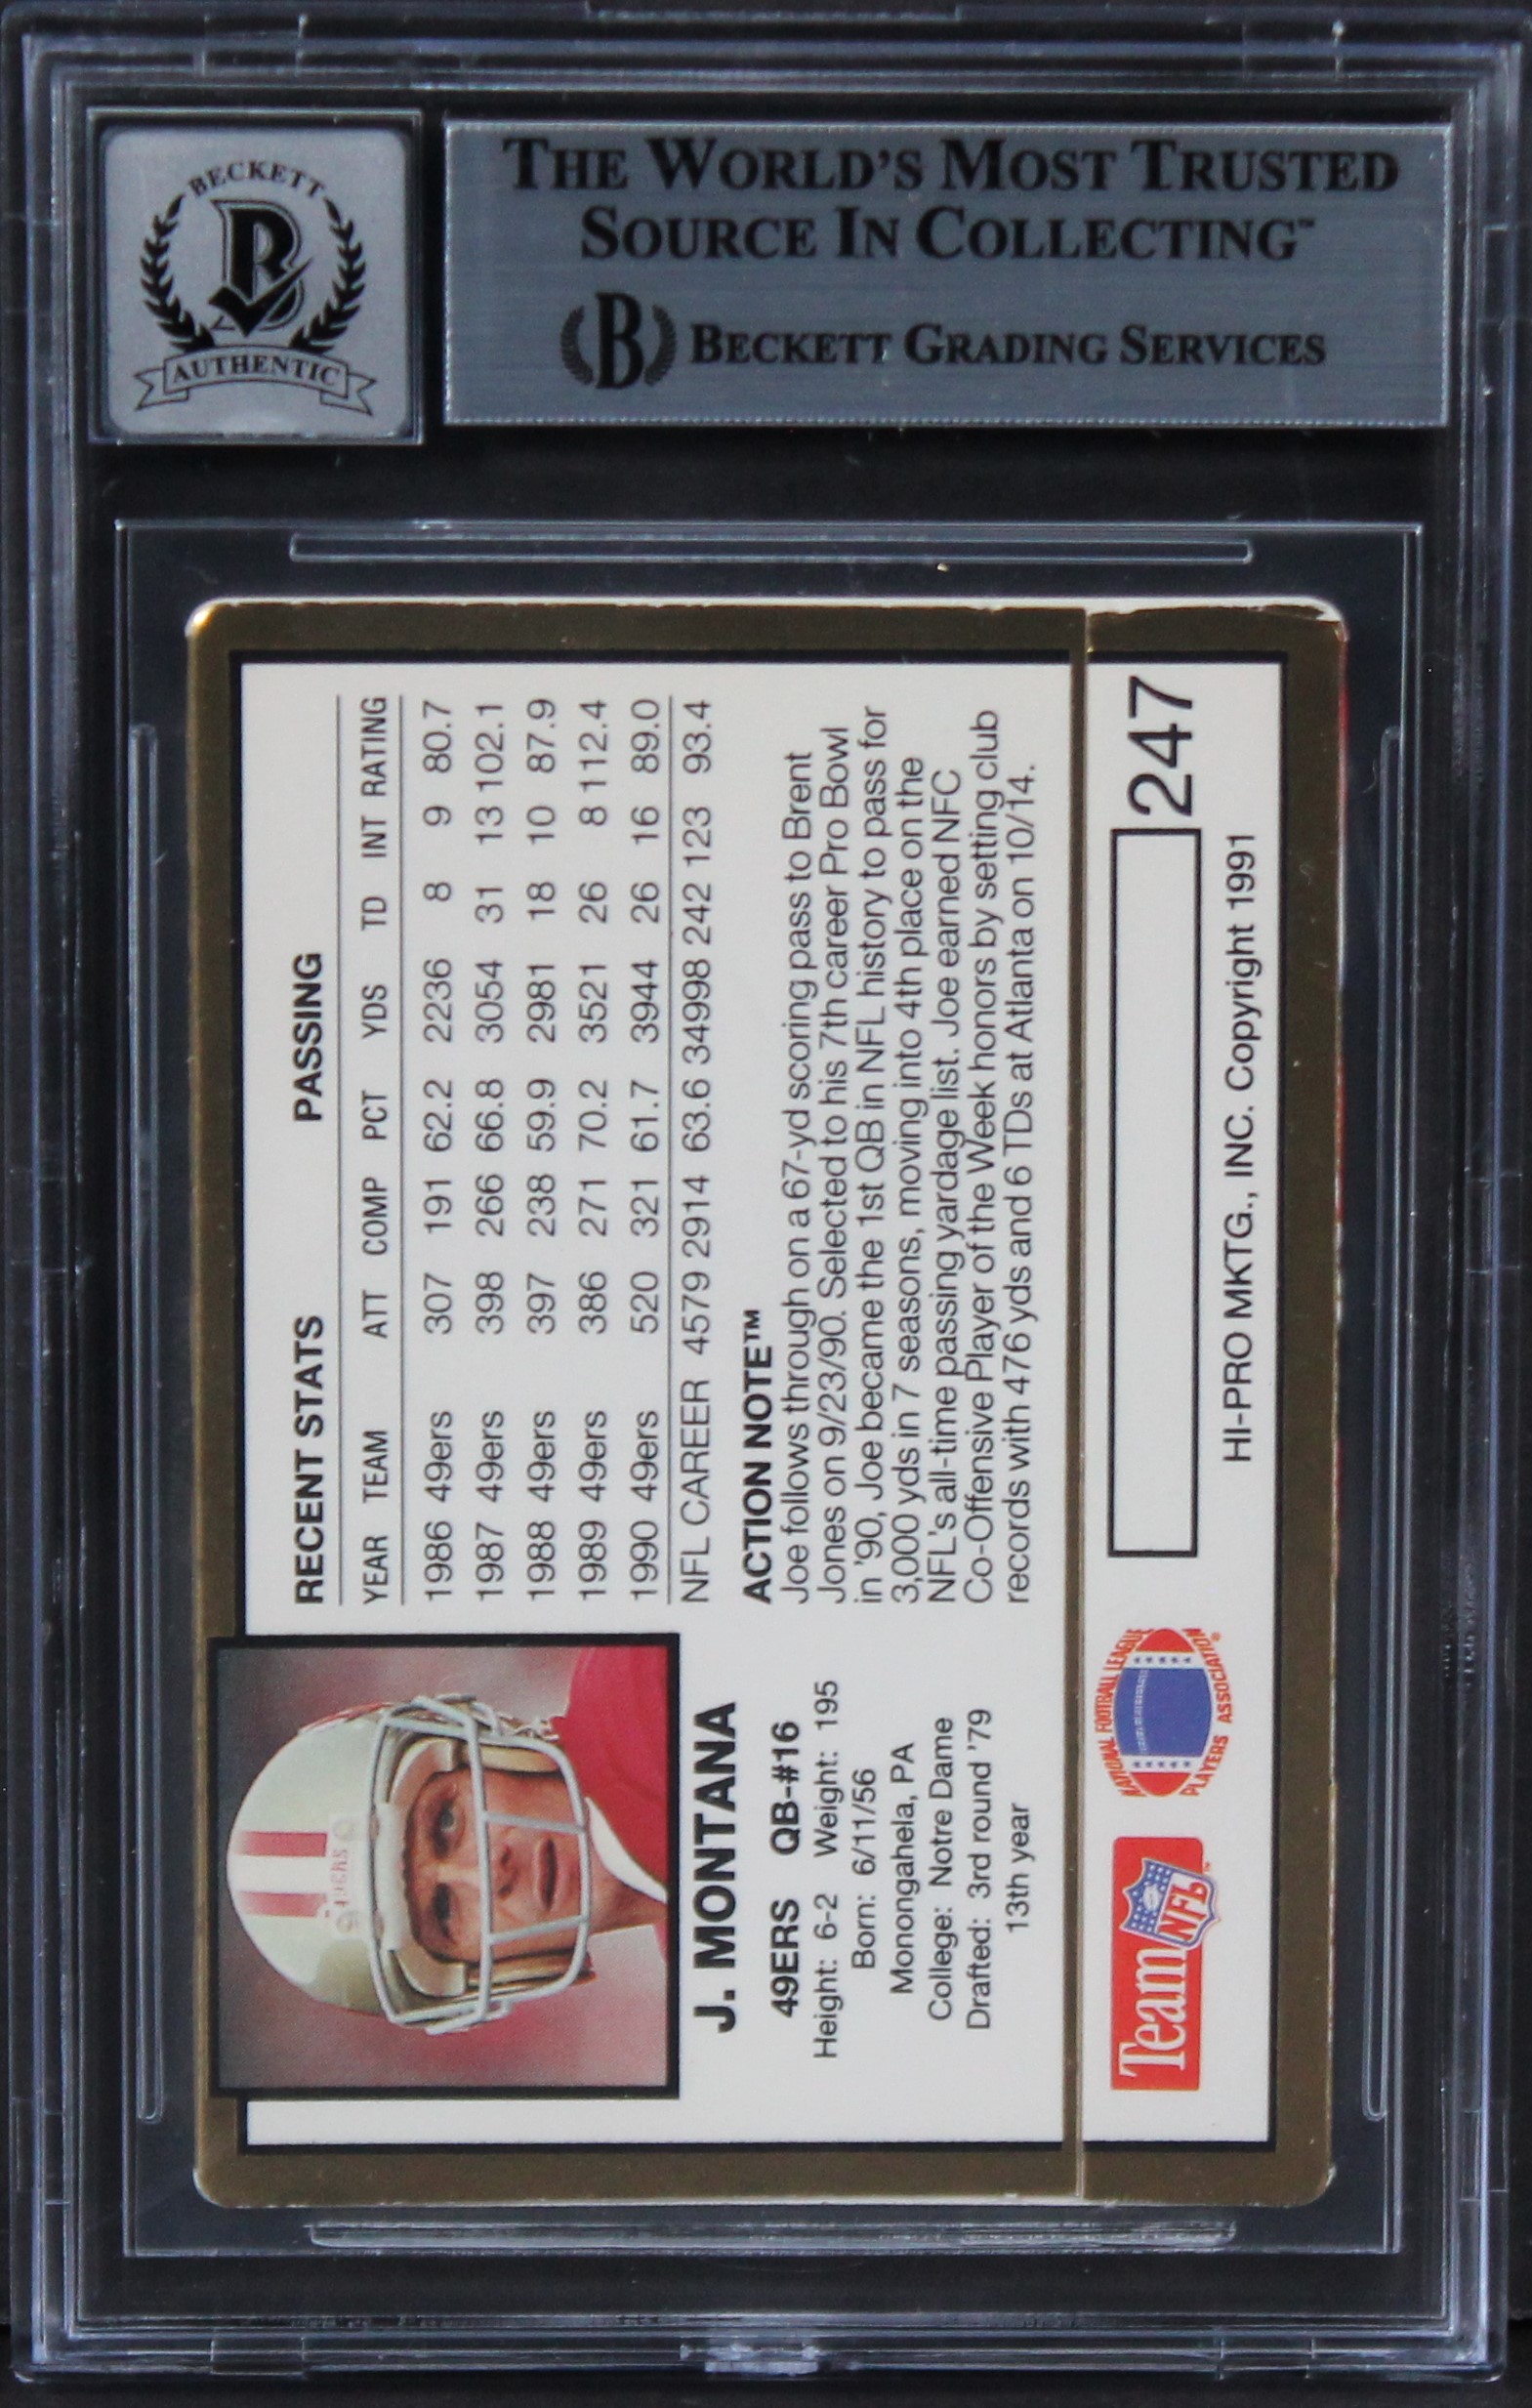 BECKETT
AUTHENTIC
THE WORLD'S MOST TRUSTED
SOURCE IN COLLECTING™
B BECKETT GRADING SERVICES
J. MONTANA
49ERS QB-#16
Height: 6-2 Weight: 195
Born: 6/11/56
Monongahela, PA
College: Notre Dame
Drafted: 3rd round '79
13th year
RECENT STATS PASSING
YEAR TEAM ATT COMP PCT YDS TD INT RATING
1986 49ers 307 191 62.2 2236 8 9 80.7
1987 49ers 398 266 66.8 3054 31 13 102.1
1988 49ers 397 238 59.9 2981 18 10 87.9
1989 49ers 386 271 70.2 3521 26 8 112.4
1990 49ers 520 321 61.7 3944 26 16 89.0
NFL CAREER 4579 2914 63.6 34998 242 123 93.4
ACTION NOTE™
Joe follows through on a 67-yd scoring pass to Brent
Jones on 9/23/90. Selected to his 7th career Pro Bowl
in '90, Joe became the 1st QB in NFL history to pass for
3,000 yds in 7 seasons, moving into 4th place on the
NFL's all-time passing yardage list. Joe earned NFC
Co-Offensive Player of the Week honors by setting club
records with 476 yds and 6 TDs at Atlanta on 10/14.
Team NFL™
NATIONAL FOOTBALL LEAGUE
PLAYERS ASSOCIATION®
247
HI-PRO MKTG., INC. Copyright 1991